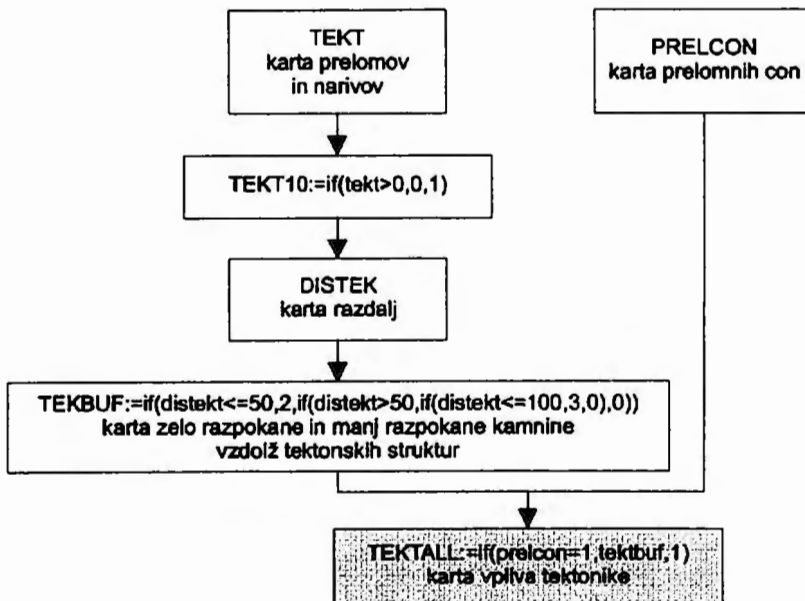 TEKT
karta prelomov
in narivov
PRELCON
karta prelomnih con
TEKT10:=if(tekt>0,0,1)
DISTEK
karta razdalj
TEKBUF:=if(distekt<=50,2,if(distekt>50,if(distekt<=100,3,0),0))
karta zelo razpokane in manj razpokane kamnine
vzdolž tektonskih struktur
TEKTALL:=if(prelcon=1,tektbuf,1)
karta vpliva tektonike